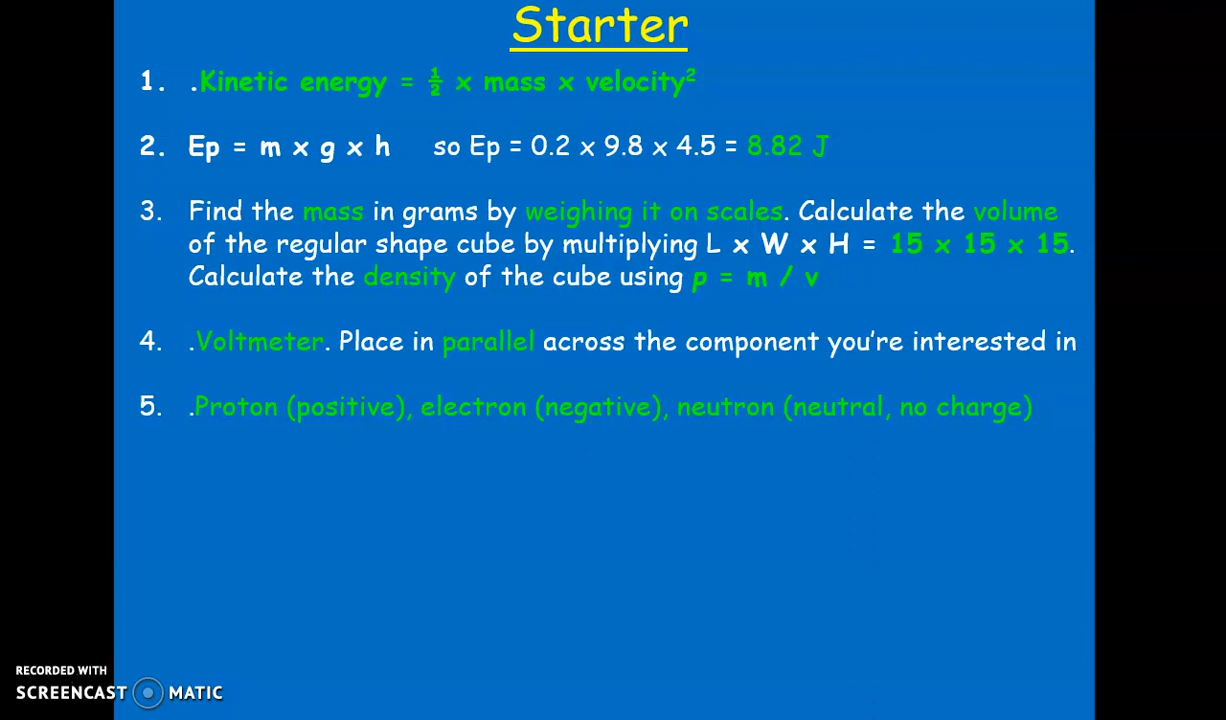 Starter
1. .Kinetic energy = ½ x mass x velocity²
2. Ep = m x g x h so Ep = 0.2 x 9.8 x 4.5 = 8.82 J
3. Find the mass in grams by weighing it on scales. Calculate the volume
of the regular shape cube by multiplying L x W x H = 15 x 15 x 15.
Calculate the density of the cube using p = m / v
4. .Voltmeter. Place in parallel across the component you're interested in
5. .Proton (positive), electron (negative), neutron (neutral, no charge)
RECORDED WITH
SCREENCAST MATIC